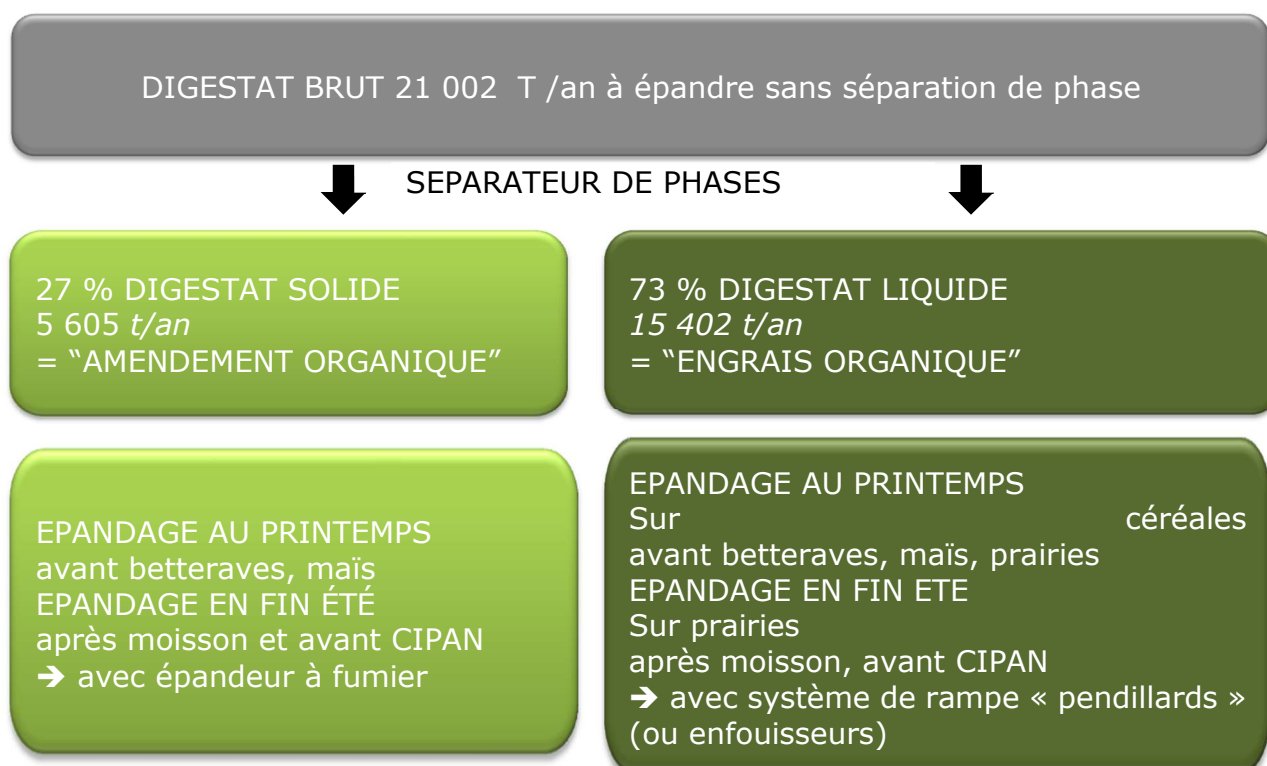 DIGESTAT BRUT 21 002 T /an à épandre sans séparation de phase
SEPARATEUR DE PHASES
27 % DIGESTAT SOLIDE
5 605 t/an
= “AMENDEMENT ORGANIQUE”
73 % DIGESTAT LIQUIDE
15 402 t/an
= “ENGRAIS ORGANIQUE”
EPANDAGE AU PRINTEMPS
avant betteraves, maïs
EPANDAGE EN FIN ÉTÉ
après moisson et avant CIPAN
➔ avec épandeur à fumier
EPANDAGE AU PRINTEMPS
Sur céréales
avant betteraves, maïs, prairies
EPANDAGE EN FIN ETE
Sur prairies
après moisson, avant CIPAN
➔ avec système de rampe « pendillards »
(ou enfouisseurs)